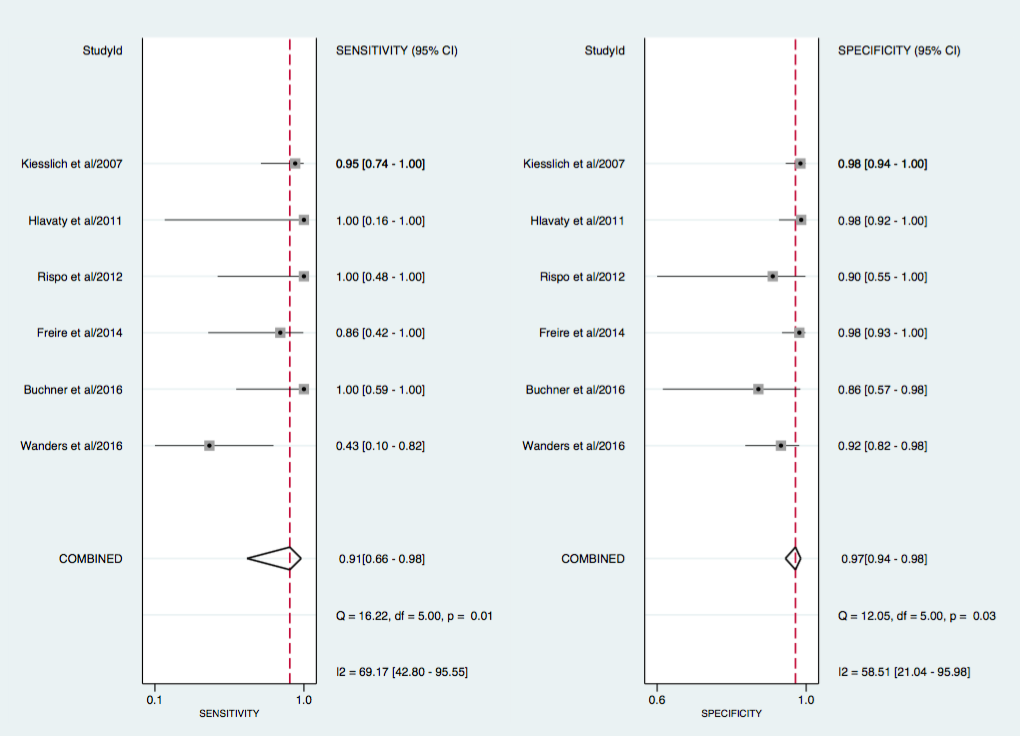 StudyId SENSITIVITY (95% CI)
Kiesslich et al/2007 0.95 [0.74 - 1.00]
Hlavaty et al/2011 1.00 [0.16 - 1.00]
Rispo et al/2012 1.00 [0.48 - 1.00]
Freire et al/2014 0.86 [0.42 - 1.00]
Buchner et al/2016 1.00 [0.59 - 1.00]
Wanders et al/2016 0.43 [0.10 - 0.82]
COMBINED 0.91[0.66 - 0.98]
Q = 16.22, df = 5.00, p = 0.01
I2 = 69.17 [42.80 - 95.55]
0.1 1.0
SENSITIVITY
StudyId SPECIFICITY (95% CI)
Kiesslich et al/2007 0.98 [0.94 - 1.00]
Hlavaty et al/2011 0.98 [0.92 - 1.00]
Rispo et al/2012 0.90 [0.55 - 1.00]
Freire et al/2014 0.98 [0.93 - 1.00]
Buchner et al/2016 0.86 [0.57 - 0.98]
Wanders et al/2016 0.92 [0.82 - 0.98]
COMBINED 0.97[0.94 - 0.98]
Q = 12.05, df = 5.00, p = 0.03
I2 = 58.51 [21.04 - 95.98]
0.6 1.0
SPECIFICITY